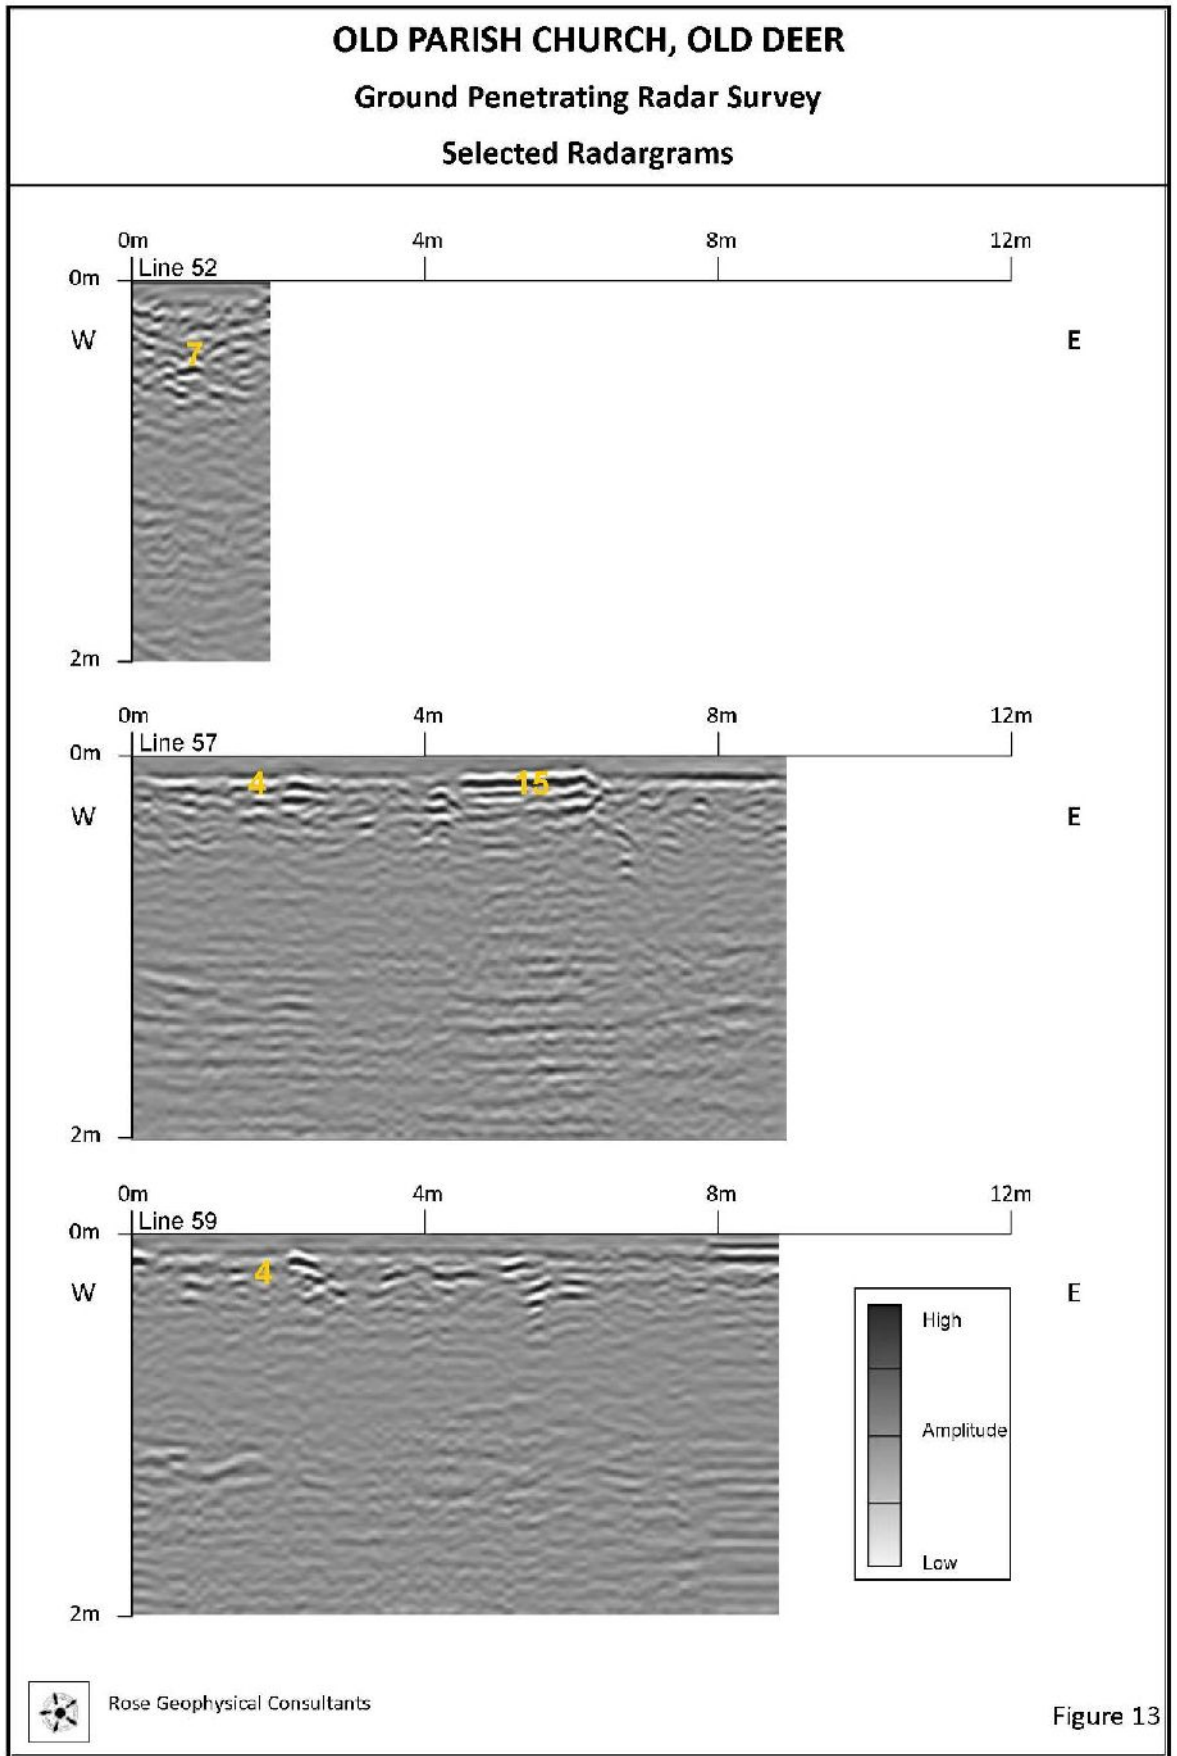 OLD PARISH CHURCH, OLD DEER
Ground Penetrating Radar Survey
Selected Radargrams
0m 4m 8m 12m
Line 52
0m
W E
7
2m
0m 4m 8m 12m
Line 57
0m
4 15
W E
2m
0m 4m 8m 12m
Line 59
0m
4
W E
High
Amplitude
Low
2m
Rose Geophysical Consultants
Figure 13